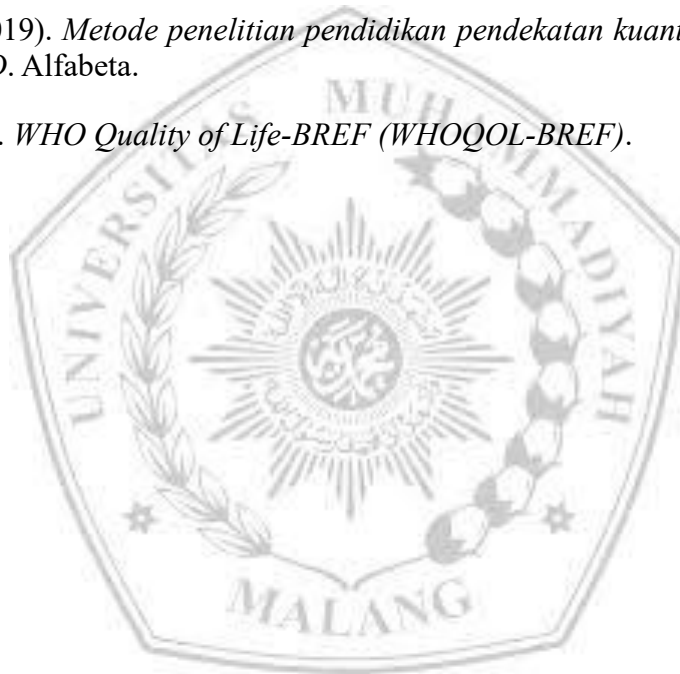 019). Metode penelitian pendidikan pendekatan kuant
. Alfabeta.
. WHO Quality of Life-BREF (WHOQOL-BREF).
UNIVERSITAS MUHAMMADIYAH
MALANG